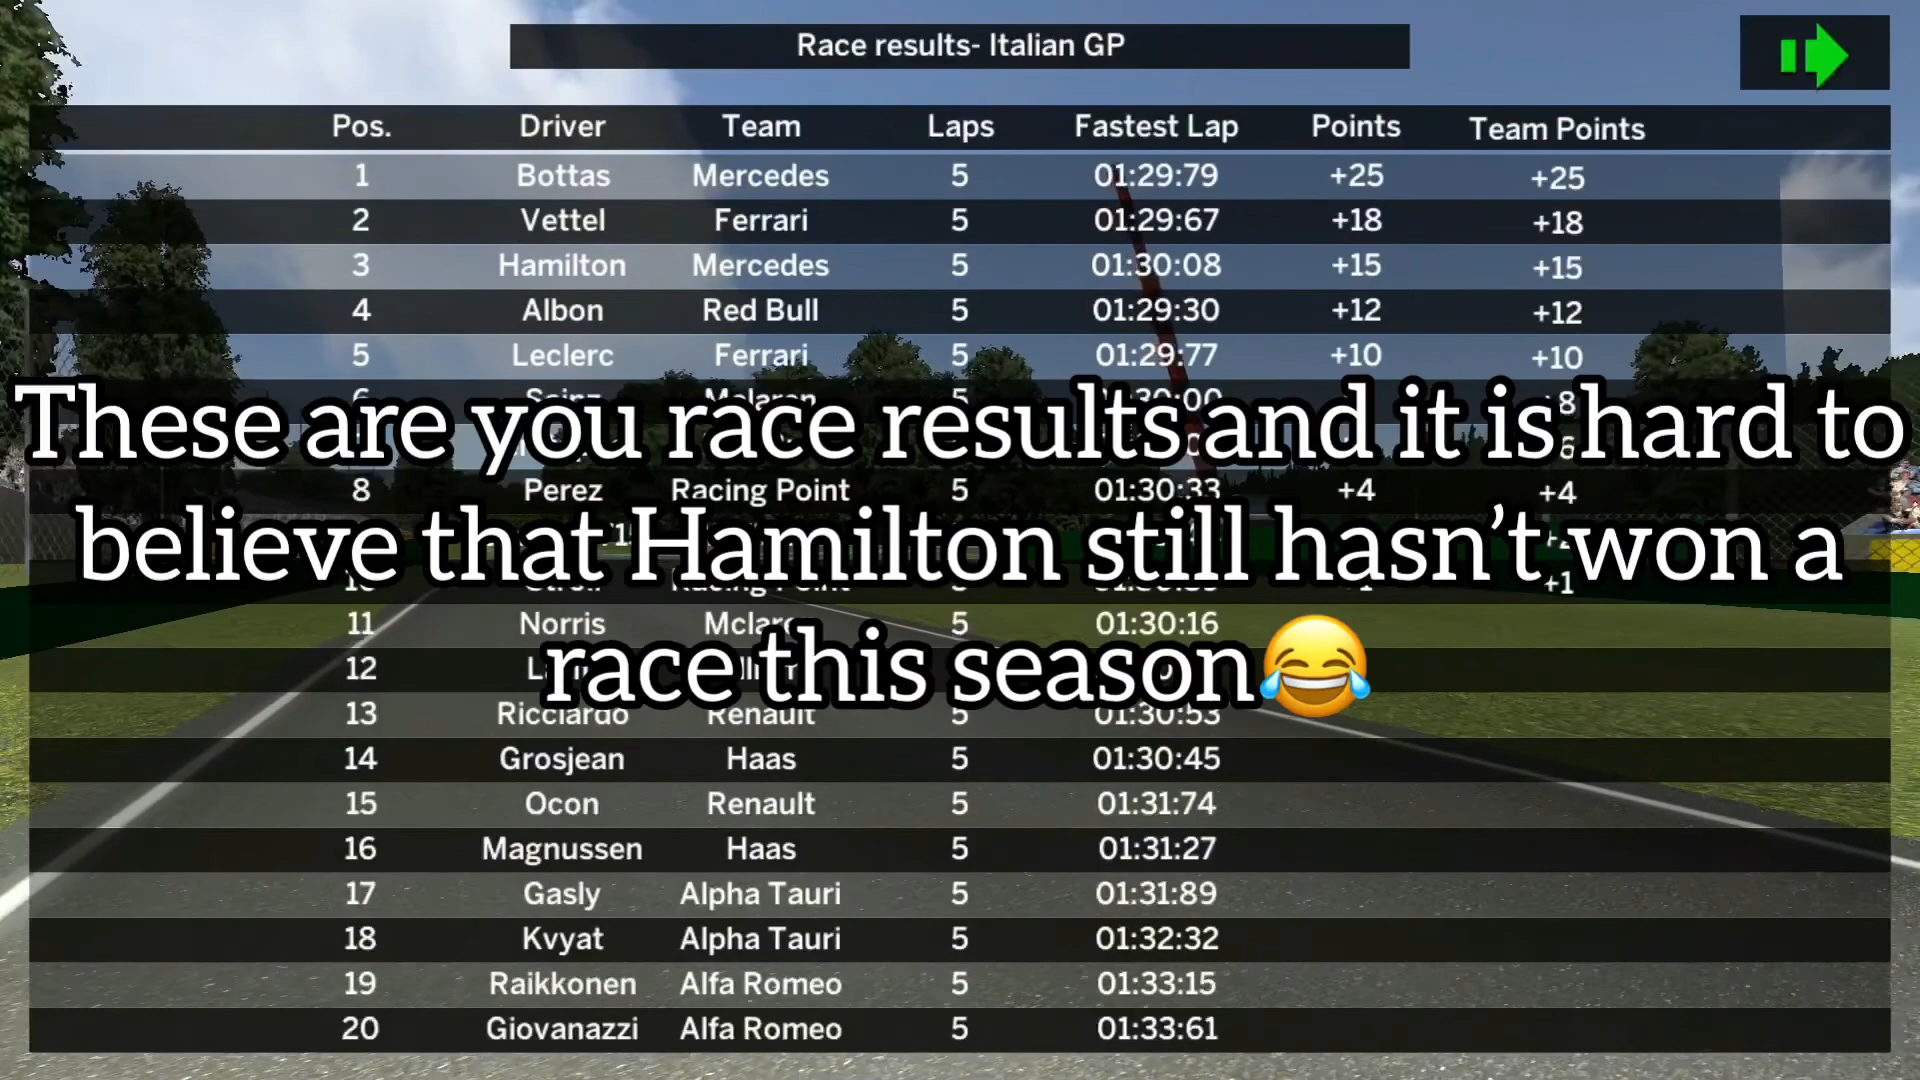 Race results- Italian GP
Pos. Driver Team Laps Fastest Lap Points Team Points
1 Bottas Mercedes 5 01:29:79 +25 +25
2 Vettel Ferrari 5 01:29:67 +18 +18
3 Hamilton Mercedes 5 01:30:08 +15 +15
4 Albon Red Bull 5 01:29:30 +12 +12
5 Leclerc Ferrari 5 01:29:77 +10 +10
These are you race results and it is hard to
8 Perez Racing Point 5 01:30:33 +4 +4
believe that Hamilton still hasn’t won a
+1
11 Norris 5 01:30:16
race this season😂
12
13 Ricciardo Renault 5 01:30:53
14 Grosjean Haas 5 01:30:45
15 Ocon Renault 5 01:31:74
16 Magnussen Haas 5 01:31:27
17 Gasly Alpha Tauri 5 01:31:89
18 Kvyat Alpha Tauri 5 01:32:32
19 Raikkonen Alfa Romeo 5 01:33:15
20 Giovanazzi Alfa Romeo 5 01:33:61